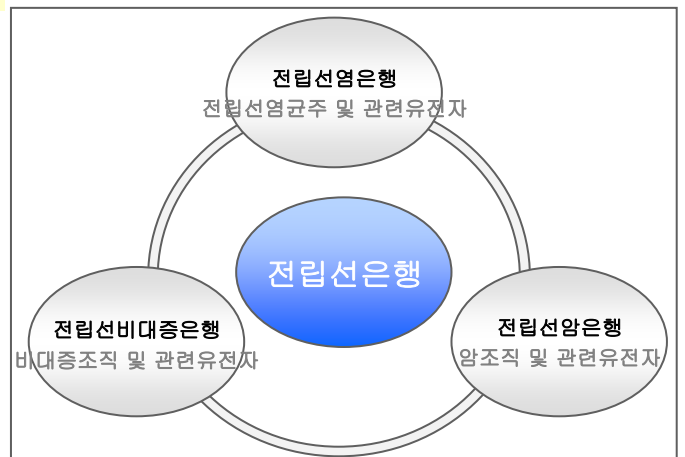 전립선염은행
전립선염균주 및 관련유전자
전립선은행
전립선비대증은행
비대증조직 및 관련유전자
전립선암은행
암조직 및 관련유전자